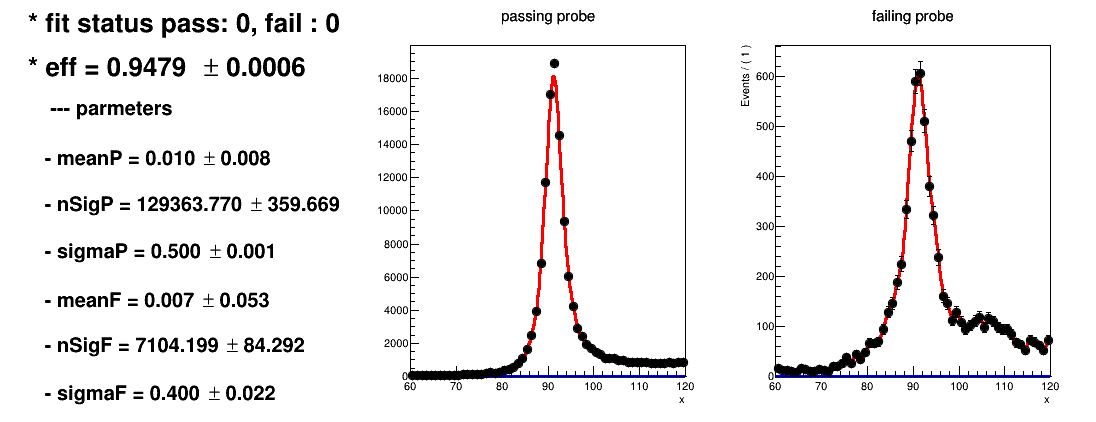 * fit status pass: 0, fail : 0
* eff = 0.9479 ± 0.0006
--- parmeters
- meanP = 0.010 ± 0.008
- nSigP = 129363.770 ± 359.669
- sigmaP = 0.500 ± 0.001
- meanF = 0.007 ± 0.053
- nSigF = 7104.199 ± 84.292
- sigmaF = 0.400 ± 0.022
passing probe
18000
16000
14000
12000
10000
8000
6000
4000
2000
0
60 70 80 90 100 110 120
x
failing probe
Events / ( 1 )
600
500
400
300
200
100
0
60 70 80 90 100 110 120
x